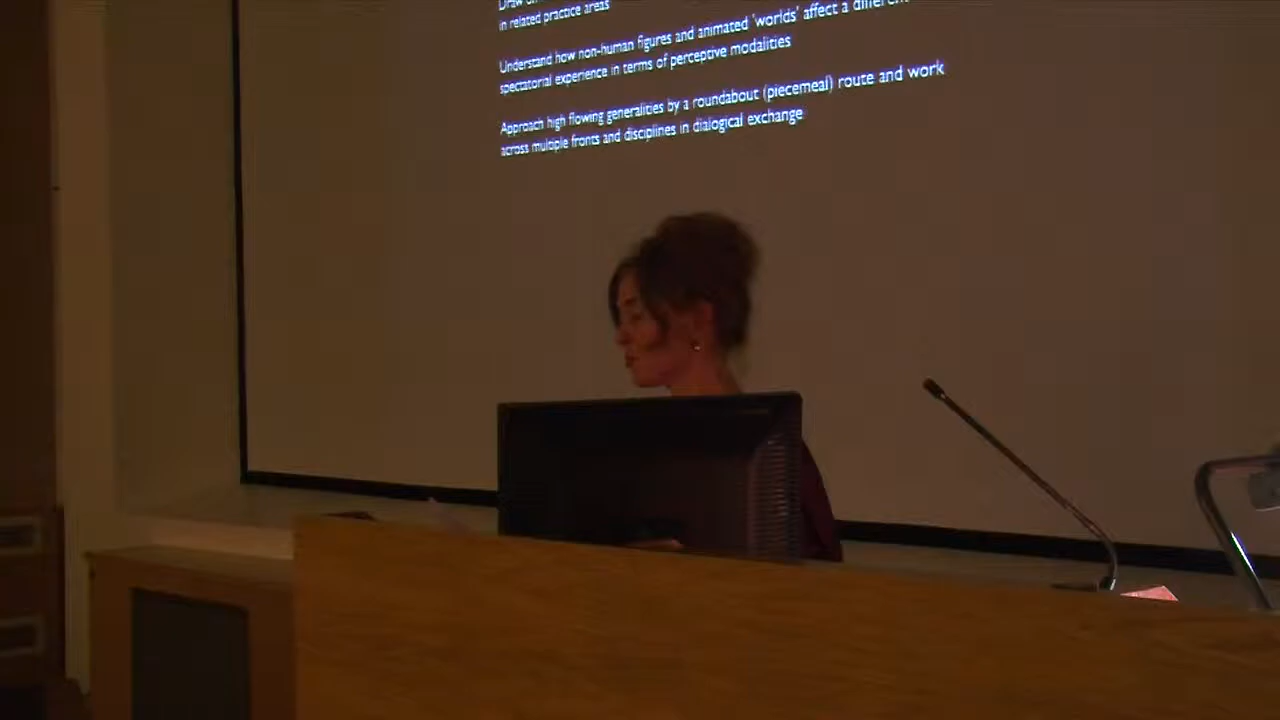 Draw
in related practice areas
Understand how non-human figures and animated 'worlds' affect a different
spectatorial experience in terms of perceptive modalities
Approach high flowing generalities by a roundabout (piecemeal) route and work
across multiple fronts and disciplines in dialogical exchange